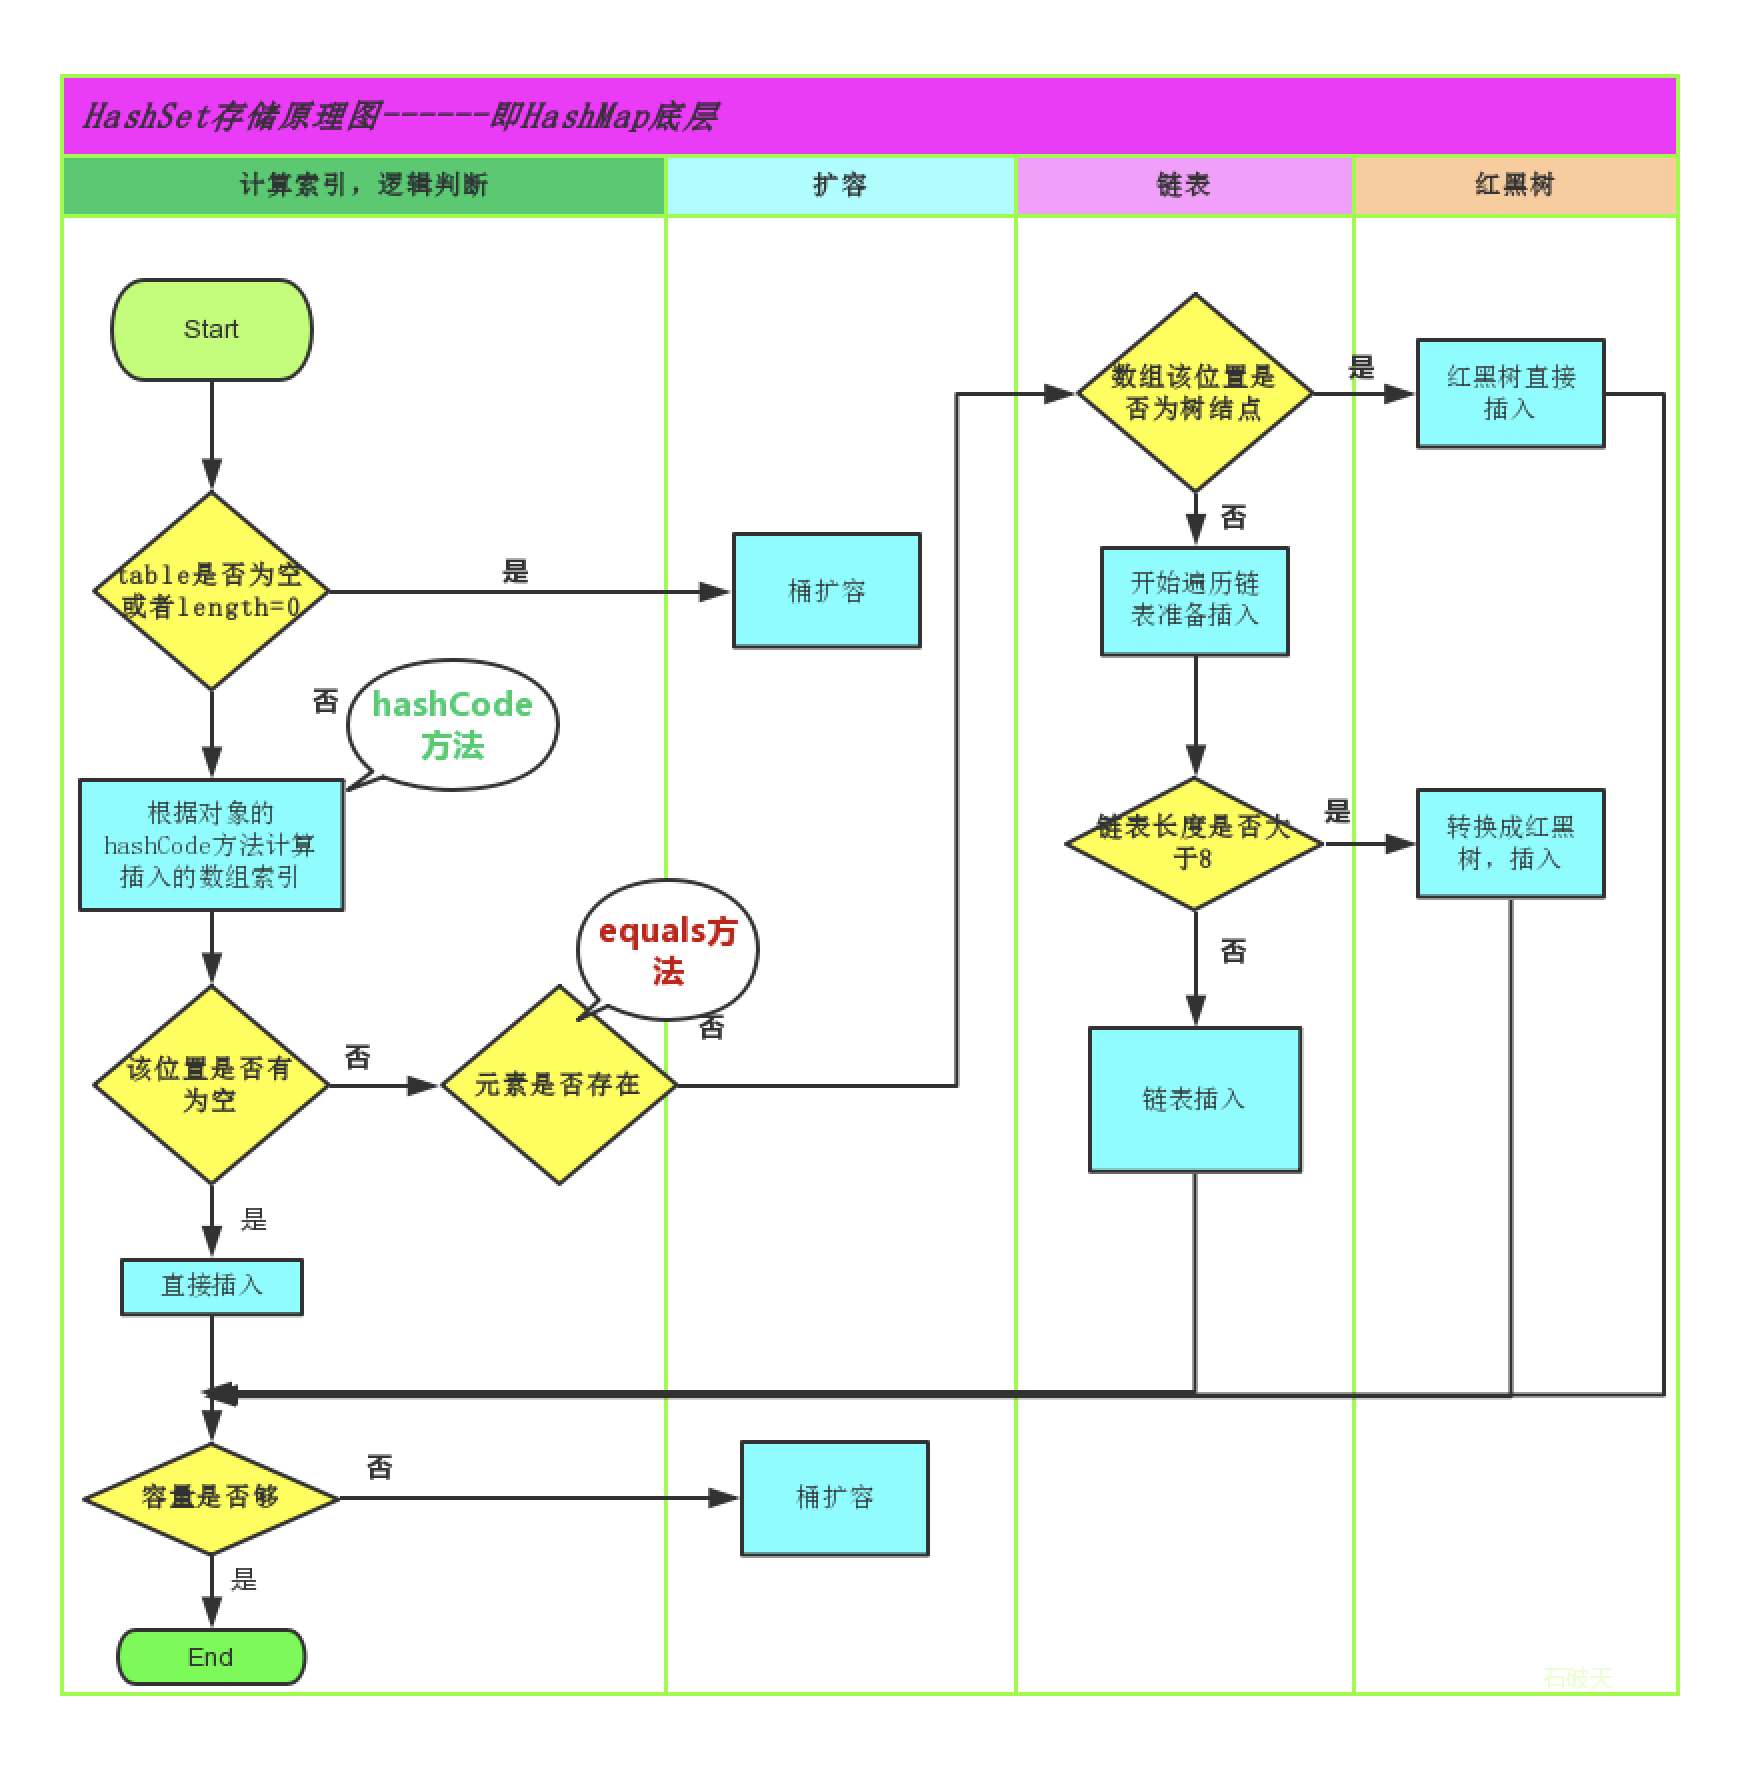 HashSet存储原理图------即HashMap底层
计算索引，逻辑判断
扩容
链表
红黑树
Start
数组该位置是
否为树结点
是
红黑树直接
插入
否
table是否为空
或者length=0
是
桶扩容
开始遍历链
表准备插入
否
hashCode
方法
根据对象的
hashCode方法计算
插入的数组索引
链表长度是否大
于8
是
转换成红黑
树，插入
否
equals方
法
否
该位置是否有
为空
否
元素是否存在
链表插入
是
直接插入
容量是否够
否
桶扩容
是
End
石破天